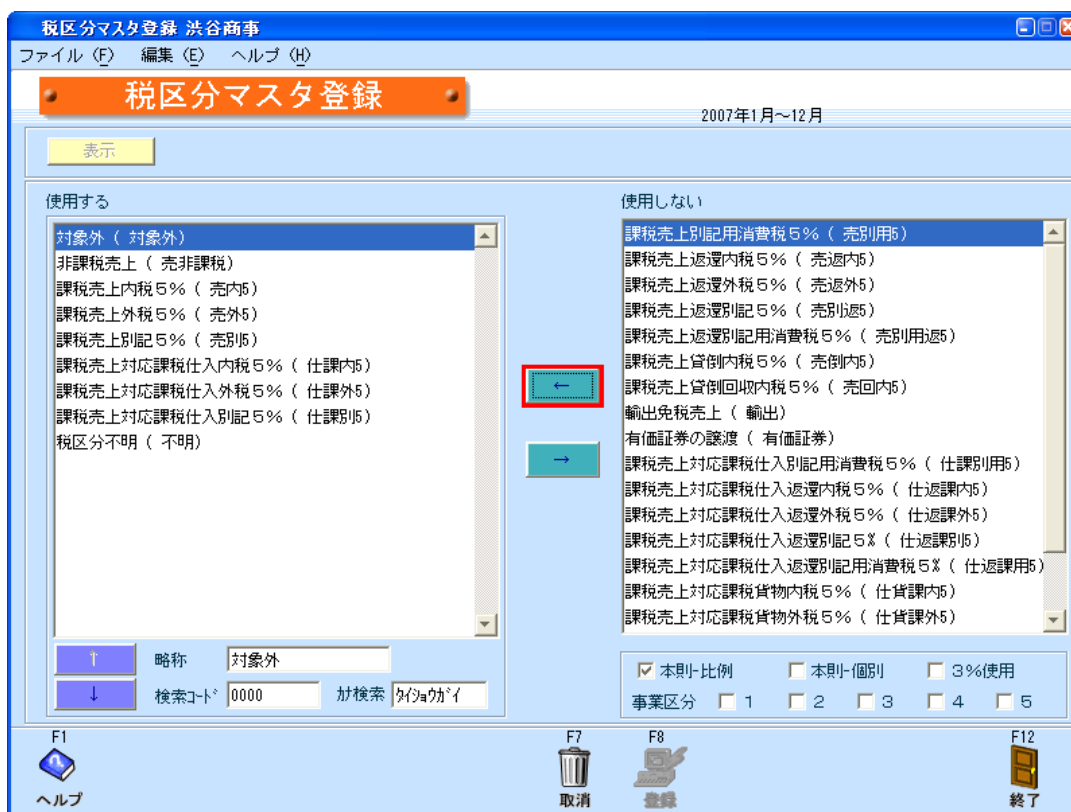 税区分マスタ登録 渋谷商事
ファイル (F) 編集 (E) ヘルプ (H)
税区分マスタ登録
2007年1月~12月
表示
使用する
対象外 ( 対象外)
非課税売上 ( 売非課税)
課税売上内税5% ( 売内5)
課税売上外税5% ( 売外5)
課税売上別記5% ( 売別5)
課税売上対応課税仕入内税5% ( 仕課内5)
課税売上対応課税仕入外税5% ( 仕課外5)
課税売上対応課税仕入別記5% ( 仕課別5)
税区分不明 ( 不明)
←
→
使用しない
課税売上別記用消費税5% ( 売別用5)
課税売上返還内税5% ( 売返内5)
課税売上返還外税5% ( 売返外5)
課税売上返還別記5% ( 売別返5)
課税売上返還別記用消費税5% ( 売別用返5)
課税売上貸倒内税5% ( 売倒内5)
課税売上貸倒回収内税5% ( 売回内5)
輸出免税売上 ( 輸出)
有価証券の譲渡 ( 有価証券)
課税売上対応課税仕入別記用消費税5% ( 仕課別用5)
課税売上対応課税仕入返還内税5% ( 仕返課内5)
課税売上対応課税仕入返還外税5% ( 仕返課外5)
課税売上対応課税仕入返還別記5% ( 仕返課別5)
課税売上対応課税仕入返還別記用消費税5% ( 仕返課用5)
課税売上対応課税貨物内税5% ( 仕貨課内5)
課税売上対応課税貨物外税5% ( 仕貨課外5)
↑ 略称 対象外
↓ 検索コード 0000 カナ検索 タイショウガイ
本則-比例 本則-個別 3%使用
事業区分 1 2 3 4 5
F1 F7 F8 F12
ヘルプ 取消 登録 終了